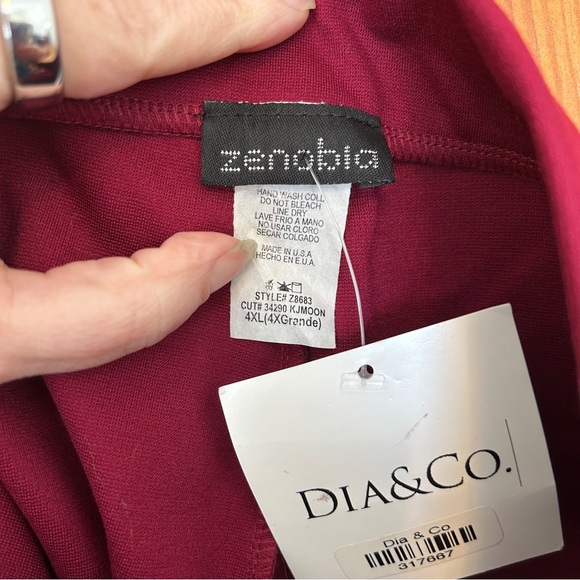 zenobia
HAND WASH COLL
DO NOT BLEACH
LINE DRY
LAVE FRIO A MANO
NO USAR CLORO
SECAR COLGADO
MADE IN U.S.A
HECHO EN E.U.A.
STYLE# Z8683
CUT# 34290 KJMOON
4XL(4XGrande)
DIA&CO.
Dia & Co
317667